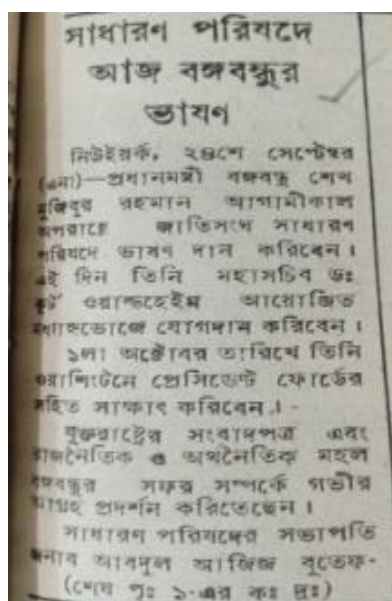 সাধারণ পরিষদে
আজ বঙ্গবন্ধুর
ভাষণ
নিউইয়র্ক, ২৪শে সেপ্টেম্বর
(এনা)—প্রধানমন্ত্রী বঙ্গবন্ধু শেখ
মুজিবুর রহমান আগামীকাল
অপরাহ্নে জাতিসংঘ সাধারণ
পরিষদে ভাষণ দান করিবেন।
এই দিন তিনি মহাসচিব ডঃ
কুর্ট ওয়াল্ডহেইম আয়োজিত
মধ্যাহ্নভোজে যোগদান করিবেন।
১লা অক্টোবর তারিখে তিনি
ওয়াশিংটনে প্রেসিডেন্ট ফোর্ডের
সহিত সাক্ষাৎ করিবেন।
যুক্তরাষ্ট্রের সংবাদপত্র এবং
রাজনৈতিক ও অর্থনৈতিক মহল
বঙ্গবন্ধুর সফর সম্পর্কে গভীর
আগ্রহ প্রদর্শন করিতেছেন।
সাধারণ পরিষদের সভাপতি
জনাব আবদুল আজিজ বুতেফ-
(শেষ পৃঃ ১-এর কঃ দ্রঃ)